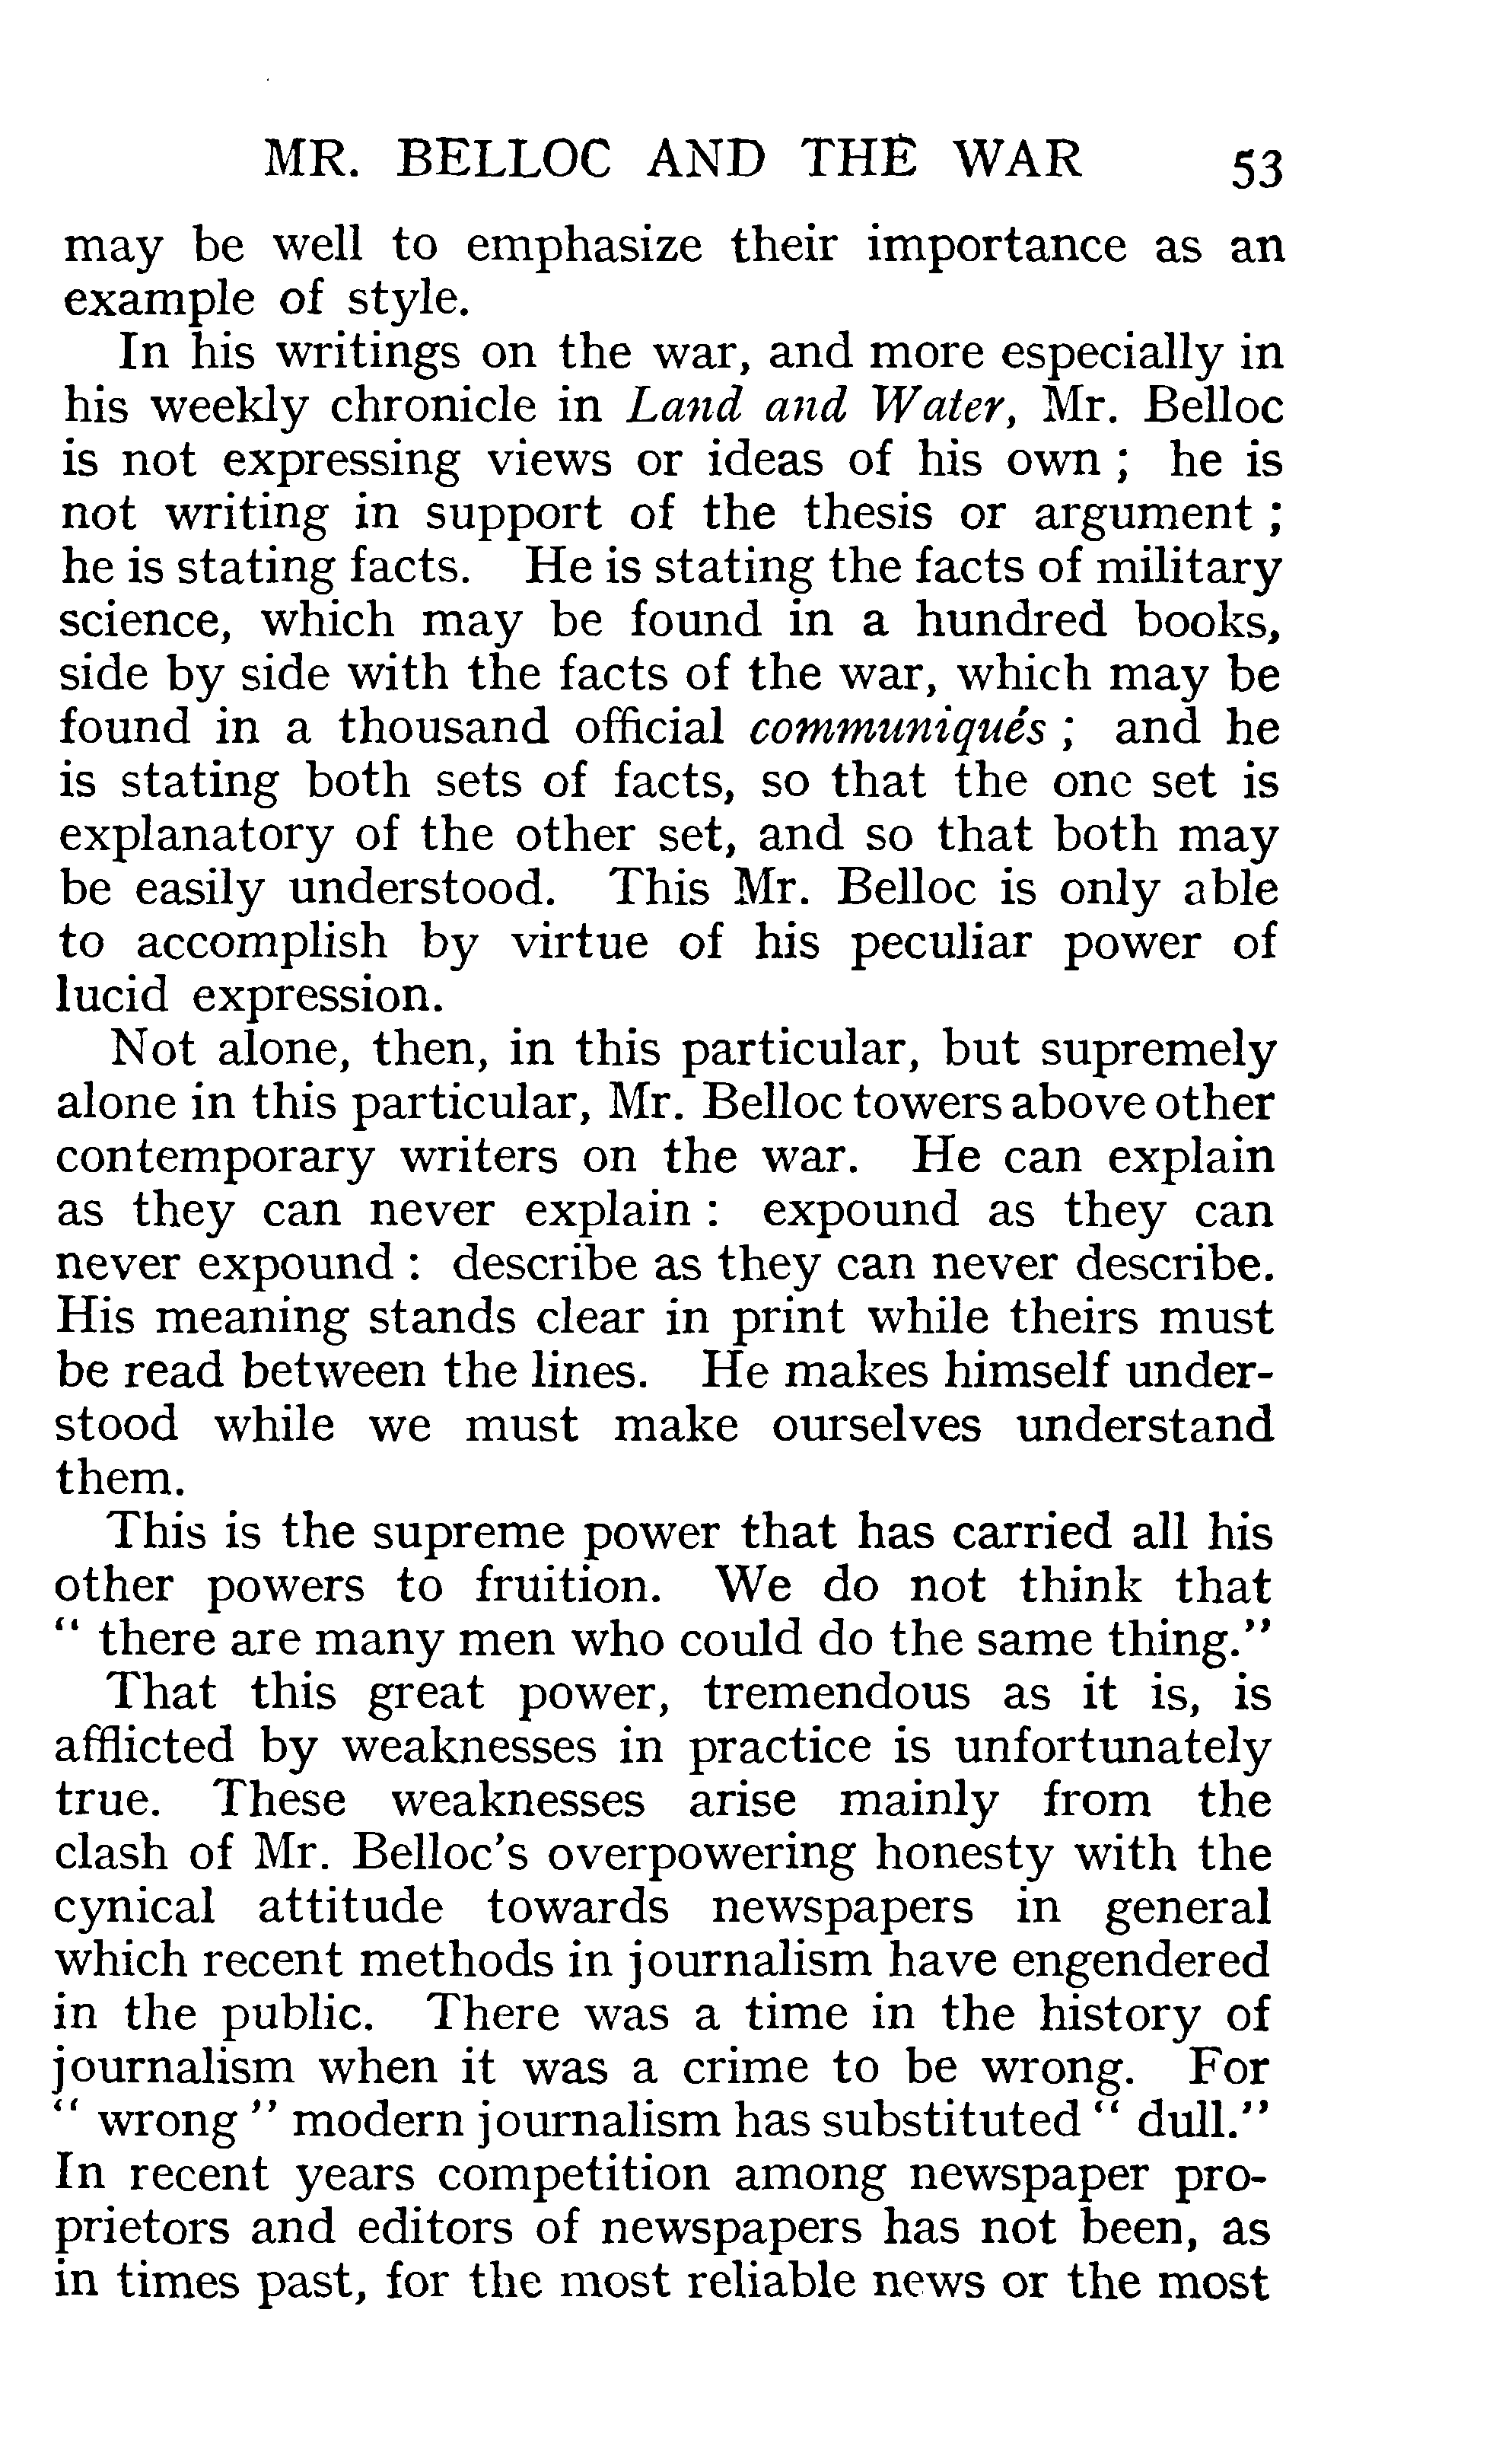 MR. BELLOC AND THE WAR 53
may be well to emphasize their importance as an
example of style.
In his writings on the war, and more especially in
his weekly chronicle in Land and Water, Mr. Belloc
is not expressing views or ideas of his own ; he is
not writing in support of the thesis or argument ;
he is stating facts. He is stating the facts of military
science, which may be found in a hundred books,
side by side with the facts of the war, which may be
found in a thousand official communiqués ; and he
is stating both sets of facts, so that the one set is
explanatory of the other set, and so that both may
be easily understood. This Mr. Belloc is only able
to accomplish by virtue of his peculiar power of
lucid expression.
Not alone, then, in this particular, but supremely
alone in this particular, Mr. Belloc towers above other
contemporary writers on the war. He can explain
as they can never explain : expound as they can
never expound : describe as they can never describe.
His meaning stands clear in print while theirs must
be read between the lines. He makes himself under-
stood while we must make ourselves understand
them.
This is the supreme power that has carried all his
other powers to fruition. We do not think that
“ there are many men who could do the same thing.”
That this great power, tremendous as it is, is
afflicted by weaknesses in practice is unfortunately
true. These weaknesses arise mainly from the
clash of Mr. Belloc’s overpowering honesty with the
cynical attitude towards newspapers in general
which recent methods in journalism have engendered
in the public. There was a time in the history of
journalism when it was a crime to be wrong. For
“ wrong ” modern journalism has substituted “ dull.”
In recent years competition among newspaper pro-
prietors and editors of newspapers has not been, as
in times past, for the most reliable news or the most